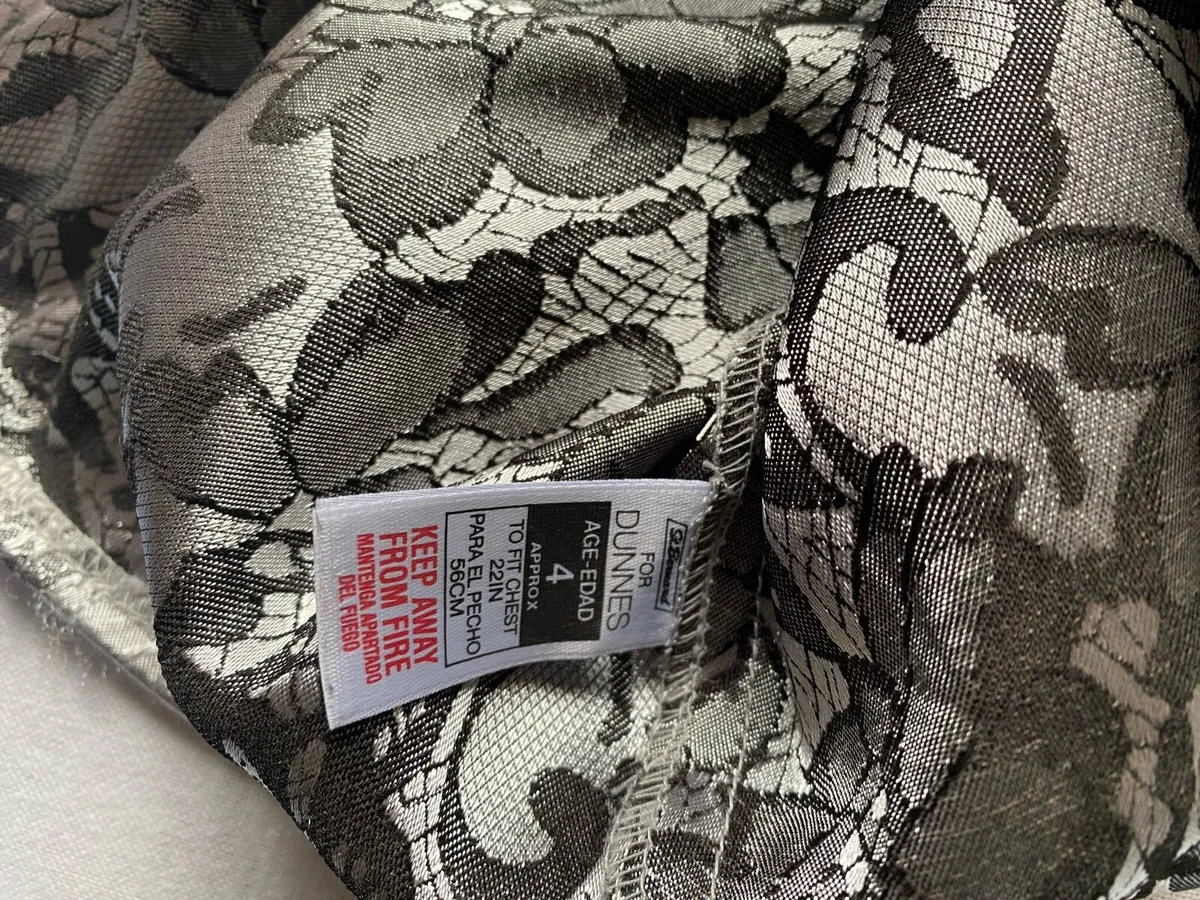 FOR
DUNNES
AGE-EDAD
4
APPROX
TO FIT CHEST
22IN
PARA EL PECHO
56CM
KEEP AWAY
FROM FIRE
MANTENGA APARTADO
DEL FUEGO